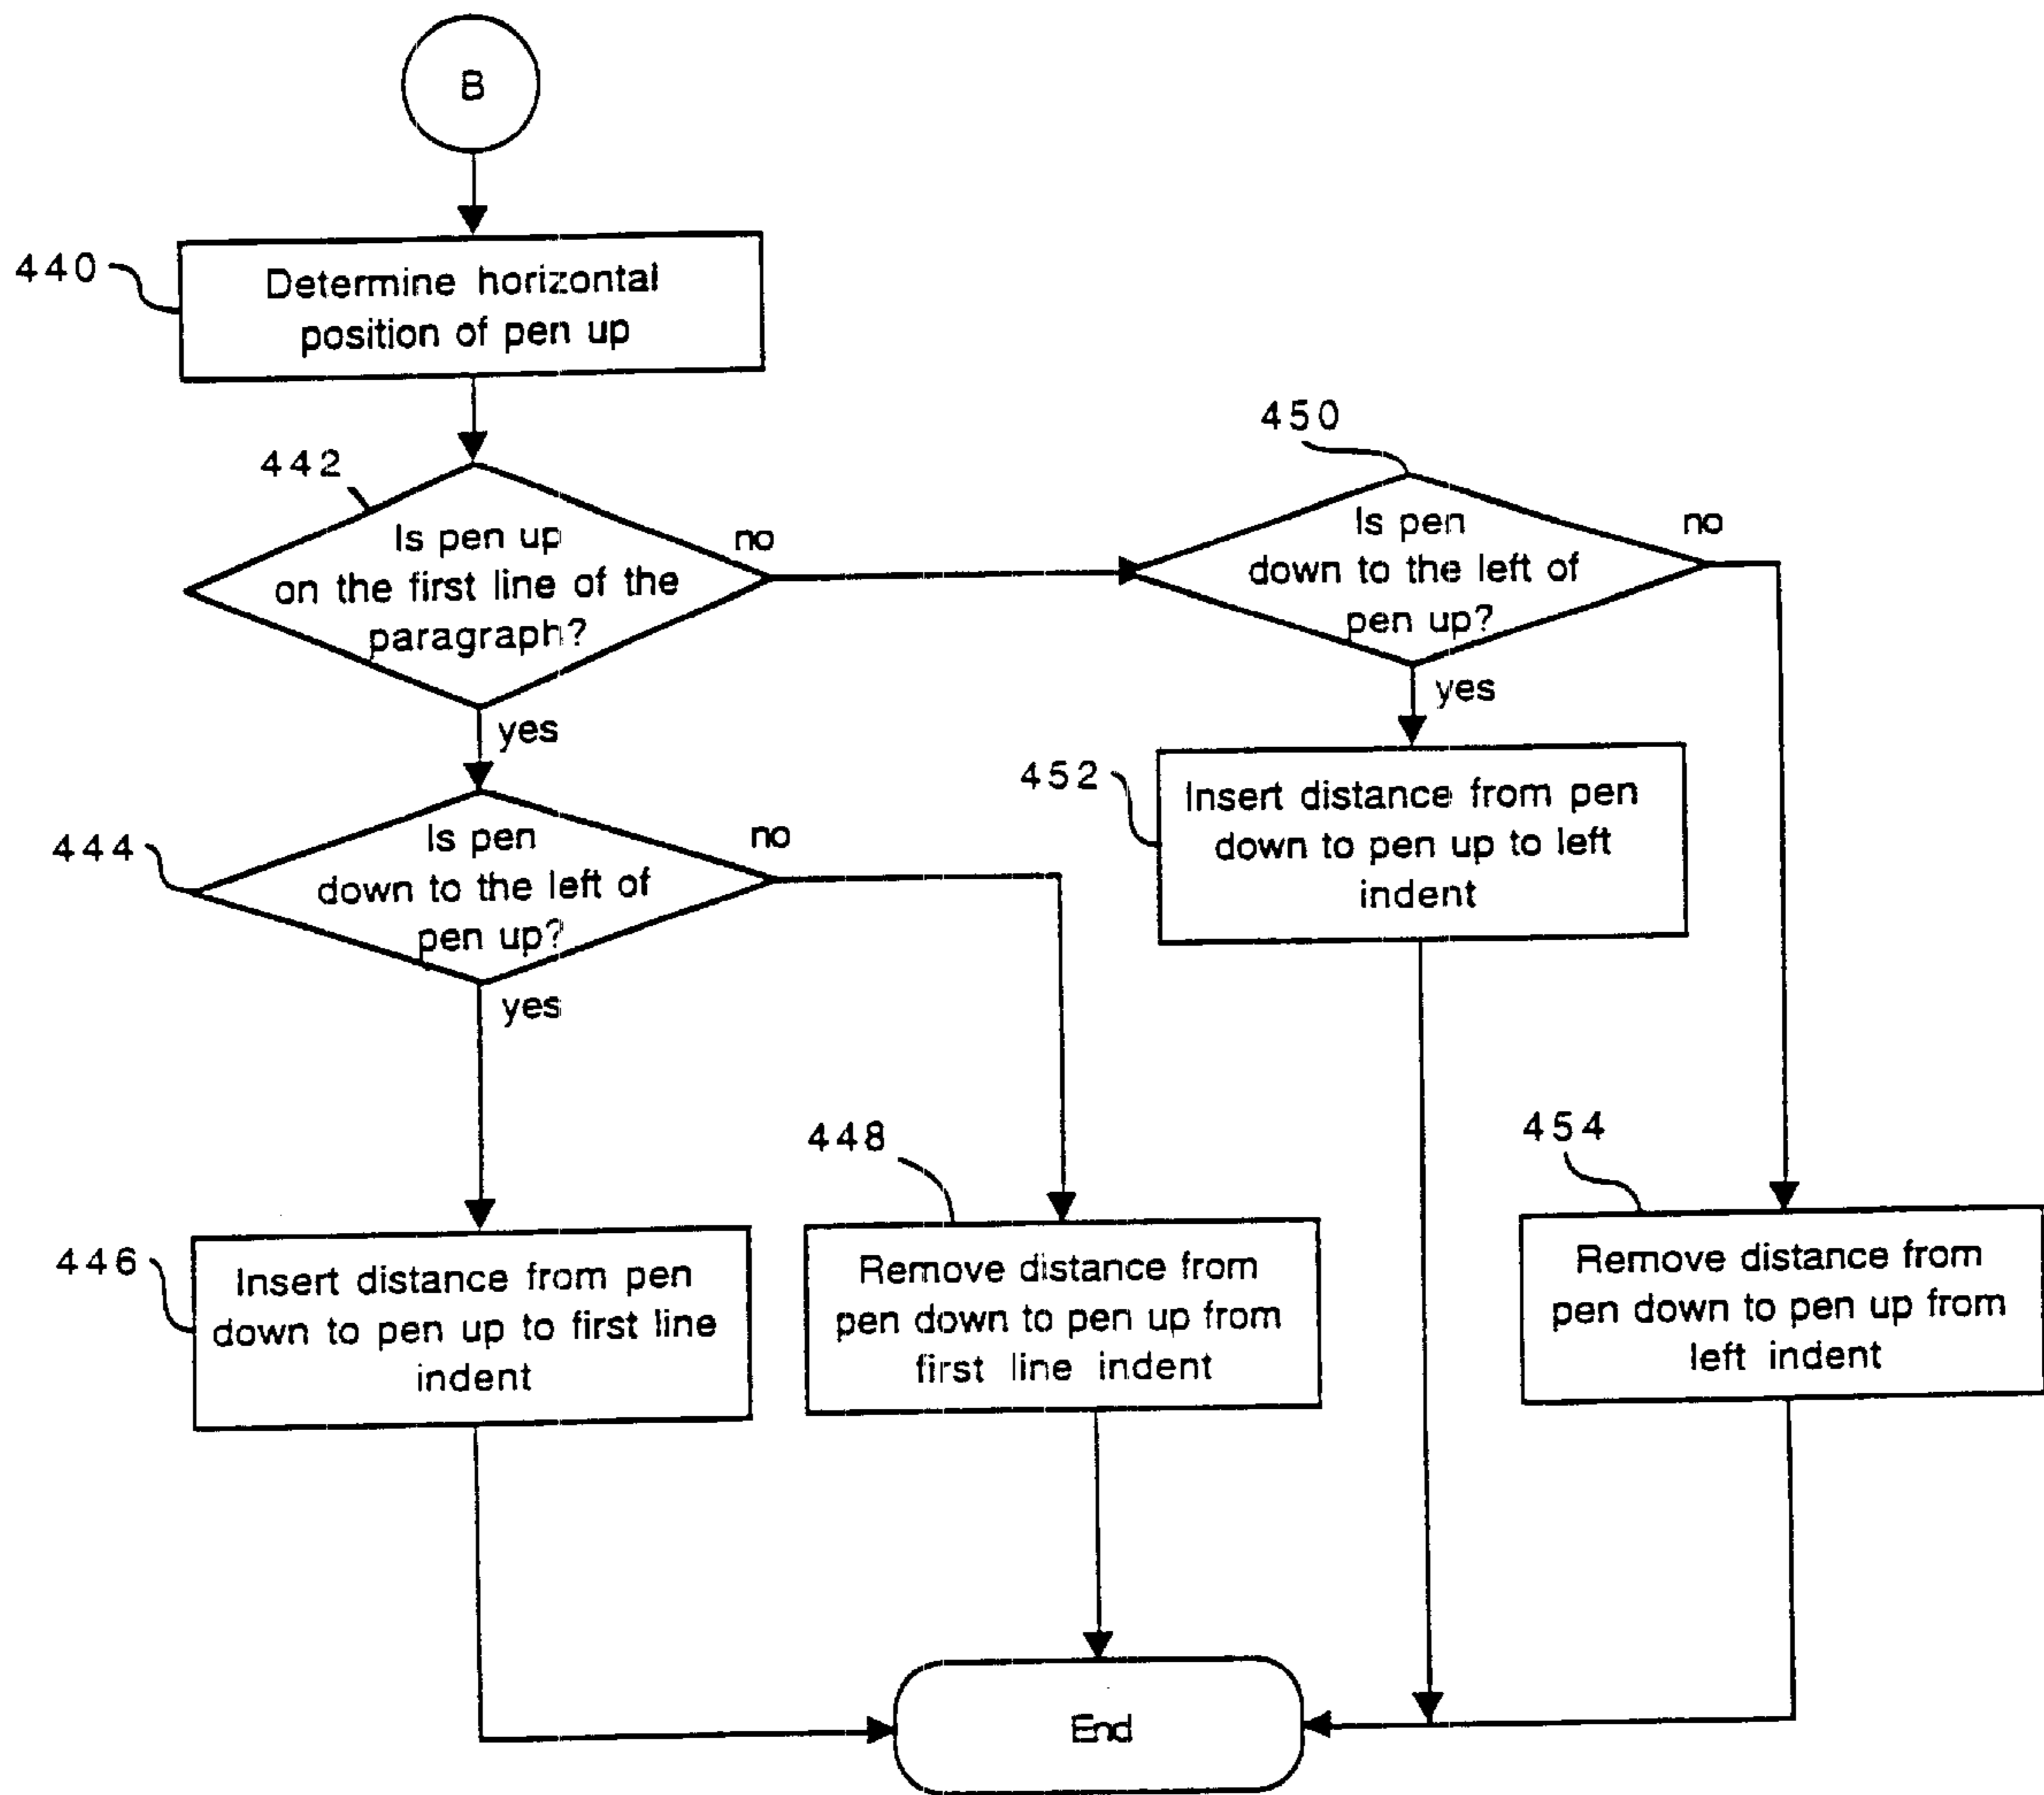 B
440
Determine horizontal
position of pen up
442
Is pen up
on the first line of the
paragraph?
no
yes
450
Is pen
down to the left of
pen up?
no
yes
444
Is pen
down to the left of
pen up?
no
yes
452
Insert distance from pen
down to pen up to left
indent
446
Insert distance from pen
down to pen up to first line
indent
448
Remove distance from
pen down to pen up from
first line indent
454
Remove distance from
pen down to pen up from
left indent
End